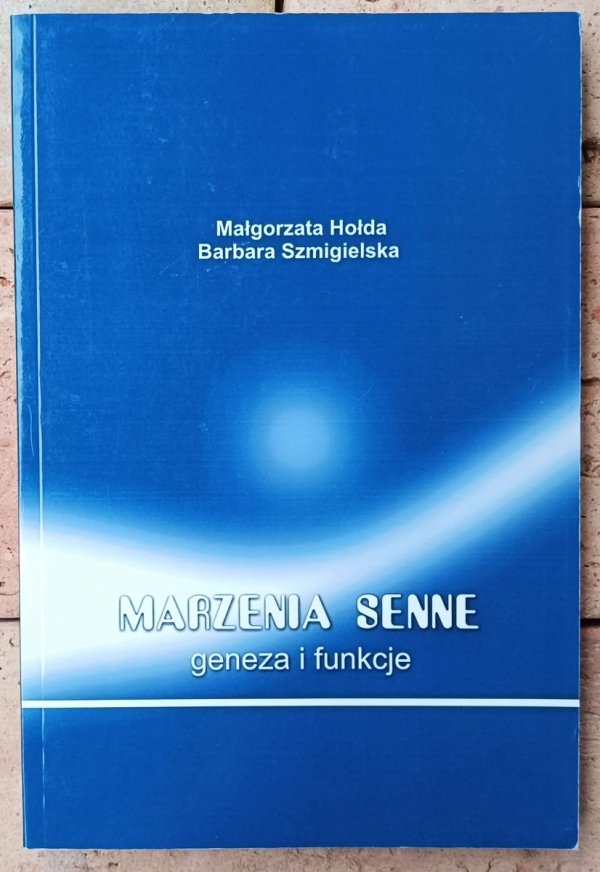 Małgorzata Hołda
Barbara Szmigielska
MARZENIA SENNE
geneza i funkcje